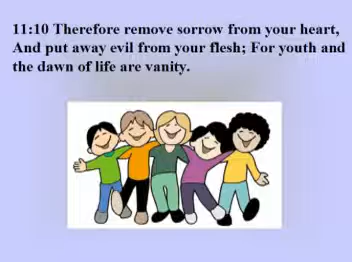 11:10 Therefore remove sorrow from your heart,
And put away evil from your flesh; For youth and
the dawn of life are vanity.